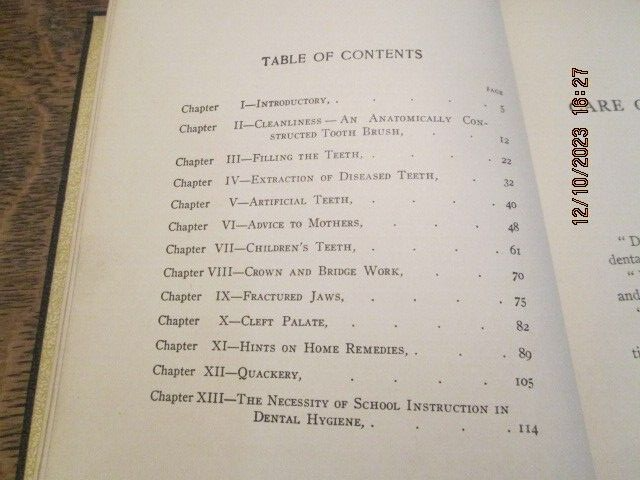 TABLE OF CONTENTS
PAGE
Chapter I—Introductory, . . . . . 5
Chapter II—Cleanliness—An Anatomically Con-
structed Tooth Brush, . . 12
Chapter III—Filling the Teeth, . . . . 22
Chapter IV—Extraction of Diseased Teeth, . . 32
Chapter V—Artificial Teeth, . . . . 40
Chapter VI—Advice to Mothers, . . . . 48
Chapter VII—Children's Teeth, . . . . 61
Chapter VIII—Crown and Bridge Work, . . . 70
Chapter IX—Fractured Jaws, . . . . 75
Chapter X—Cleft Palate, . . . . 82
Chapter XI—Hints on Home Remedies, . . . 89
Chapter XII—Quackery, . . . . 105
Chapter XIII—The Necessity of School Instruction in
Dental Hygiene, . . . . 114
CARE O
" D
denta
"
and
"
ti
12/10/2023 16:27